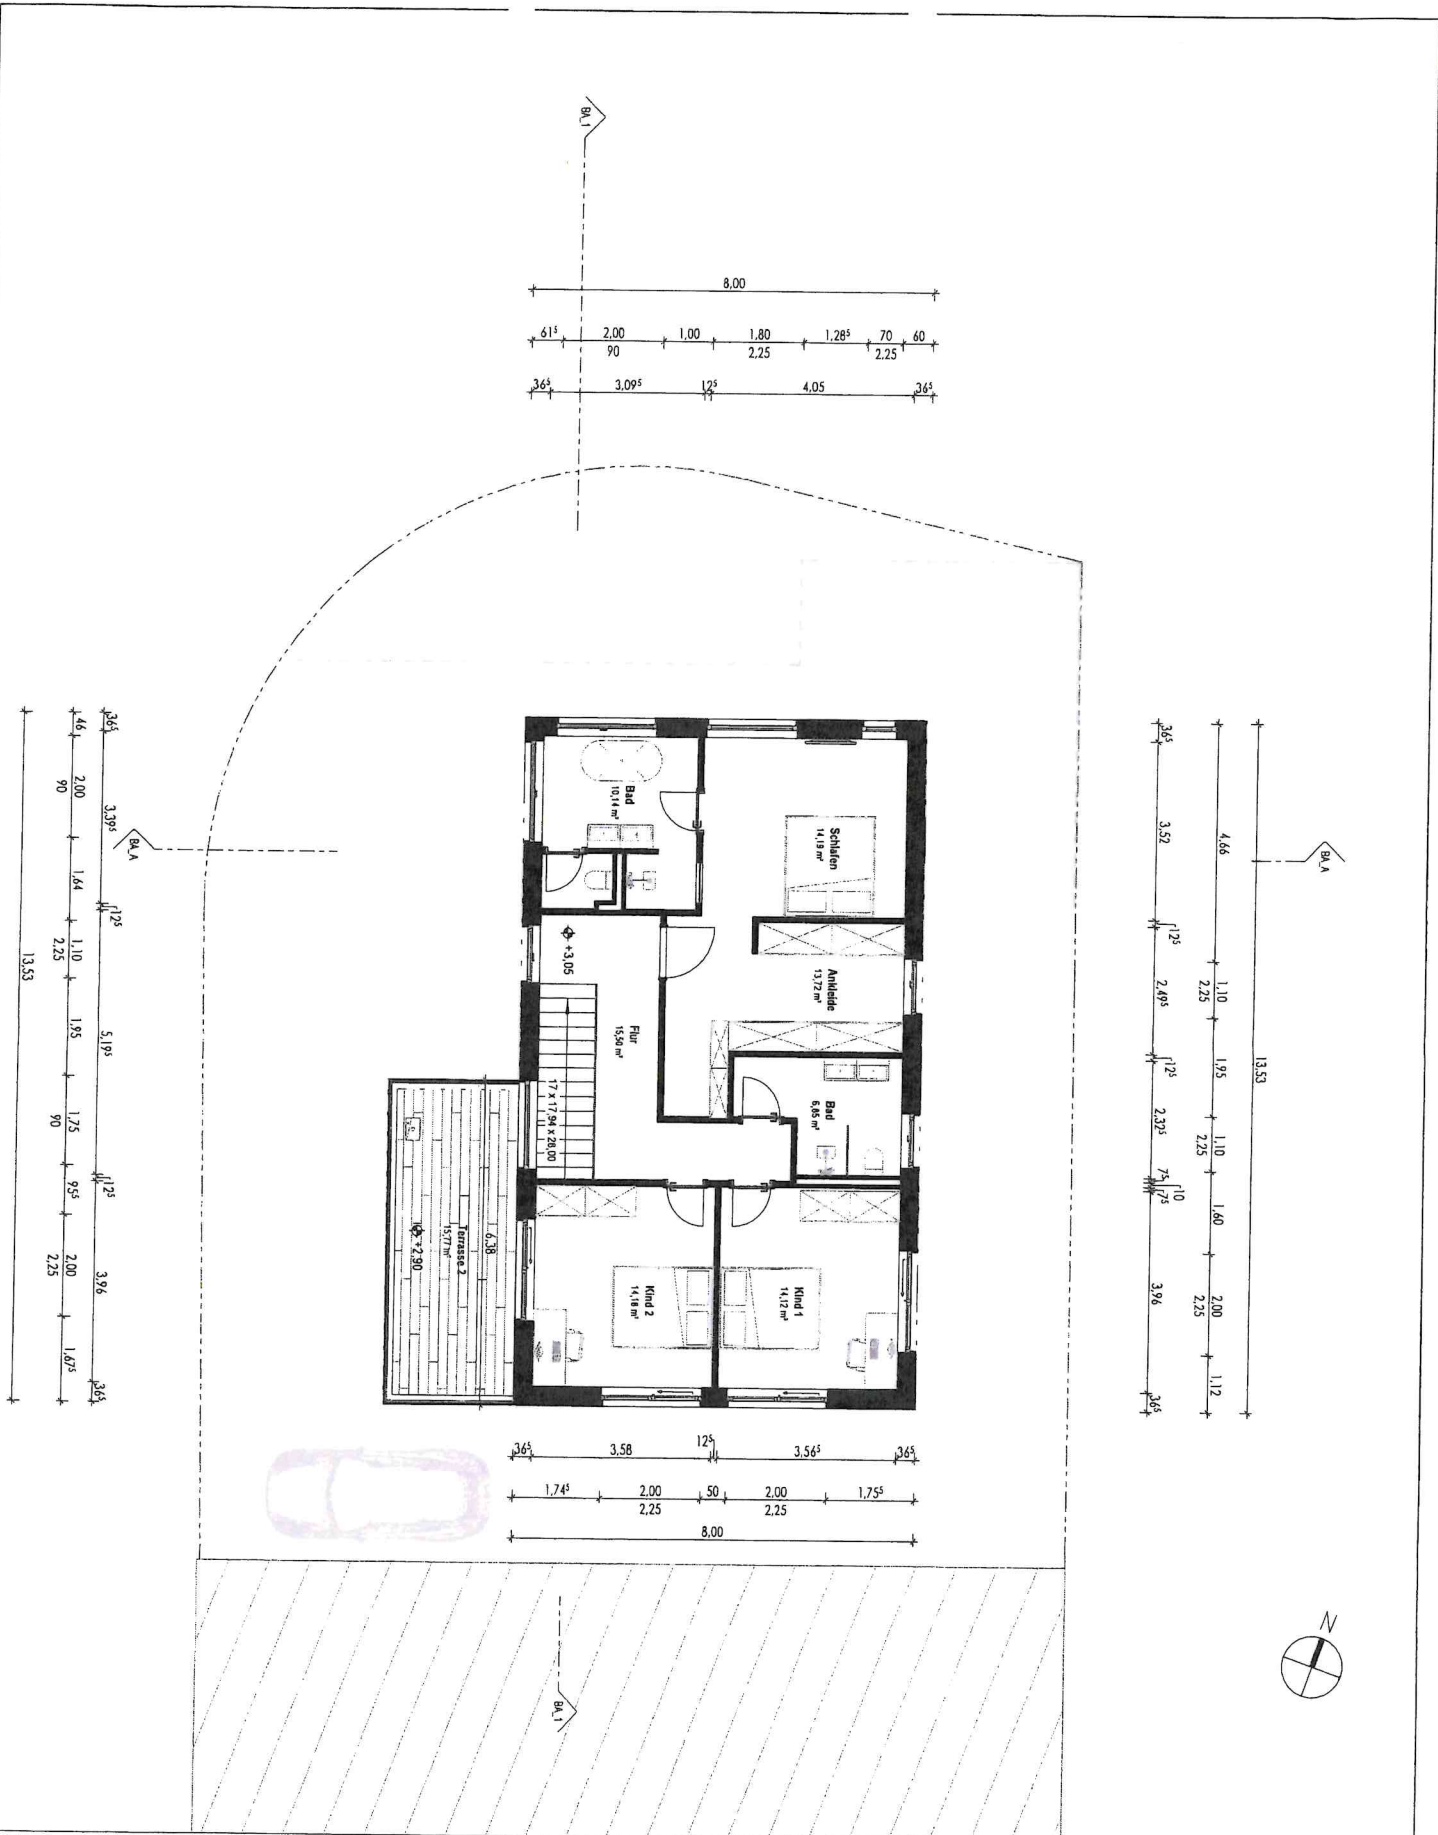 BA_1
8,00
61⁵ 2,00 1,00 1,80 1,28⁵ 70 60
90 2,25 2,25
36⁵ 3,09⁵ 12⁵ 4,05 36⁵
13,53
4,66 1,10 1,95 1,10 1,60 2,00 1,12
2,25 2,25 2,25
36⁵ 3,52 12⁵ 2,49⁵ 12⁵ 2,32⁵ 7⁵ 10 7⁵ 3,96 36⁵
BA_A
Schlafen
14,19 m²
Bad
10,14 m²
Ankleide
13,72 m²
+3,05
Flur
15,50 m²
17 x 17,94 x 28,00
Bad
6,85 m²
Kind 1
14,12 m²
Kind 2
14,18 m²
6,38
Terrasse 2
15,77 m²
+2,90
BA_A
36⁵ 3,39⁵ 12⁵ 5,19⁵ 12⁵ 3,96 36⁵
46 2,00 1,64 1,10 1,95 1,75 95⁵ 2,00 1,67⁵
90 2,25 90 2,25
13,53
36⁵ 3,58 12⁵ 3,56⁵ 36⁵
1,74⁵ 2,00 50 2,00 1,75⁵
2,25 2,25
8,00
BA_1
N